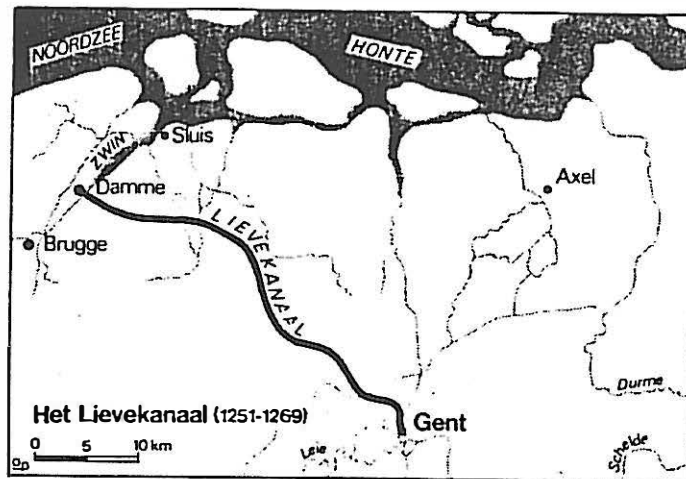 NOORDZEE
HONTE
ZWIN
Sluis
Damme
Axel
Brugge
LIEVEKANAAL
Durme
Het Lievekanaal (1251-1269)
Gent
0 5 10 km
Leie
Schelde
op